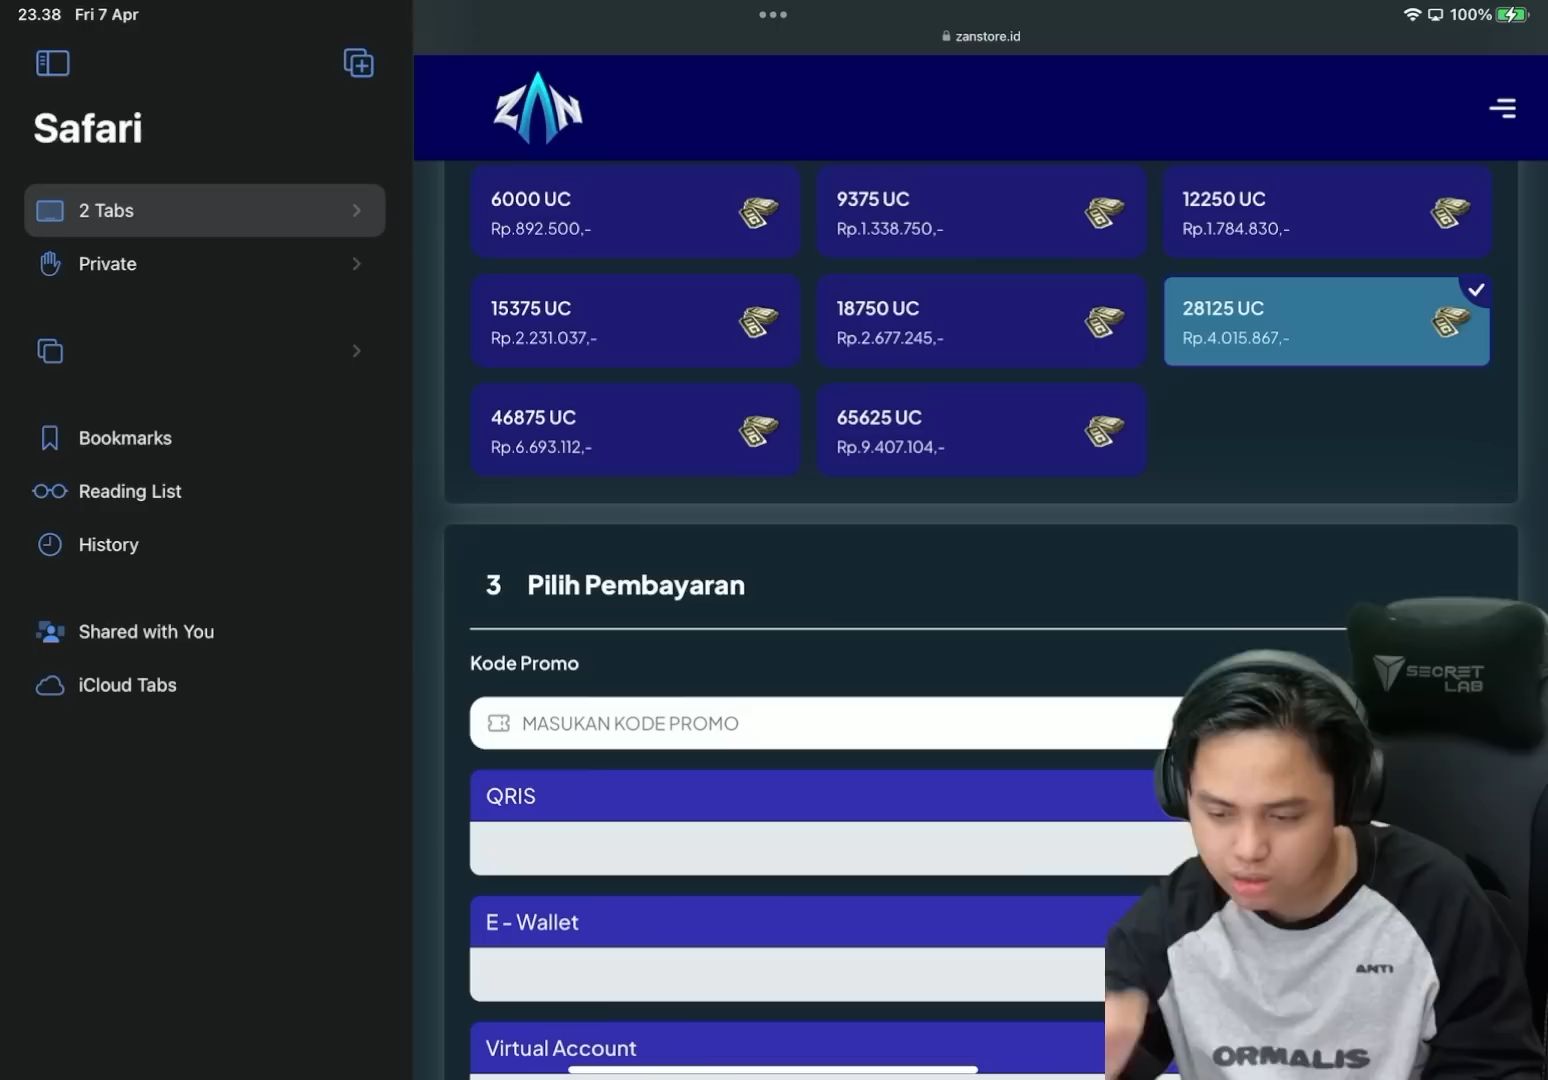 23.38 Fri 7 Apr
100%
zanstore.id
Safari
2 Tabs
Private
Bookmarks
Reading List
History
Shared with You
iCloud Tabs
ZAN
6000 UC
Rp.892.500,-
9375 UC
Rp.1.338.750,-
12250 UC
Rp.1.784.830,-
15375 UC
Rp.2.231.037,-
18750 UC
Rp.2.677.245,-
28125 UC
Rp.4.015.867,-
46875 UC
Rp.6.693.112,-
65625 UC
Rp.9.407.104,-
3 Pilih Pembayaran
Kode Promo
MASUKAN KODE PROMO
QRIS
E - Wallet
Virtual Account
SECRET
LAB
ANTI
ORMALIS